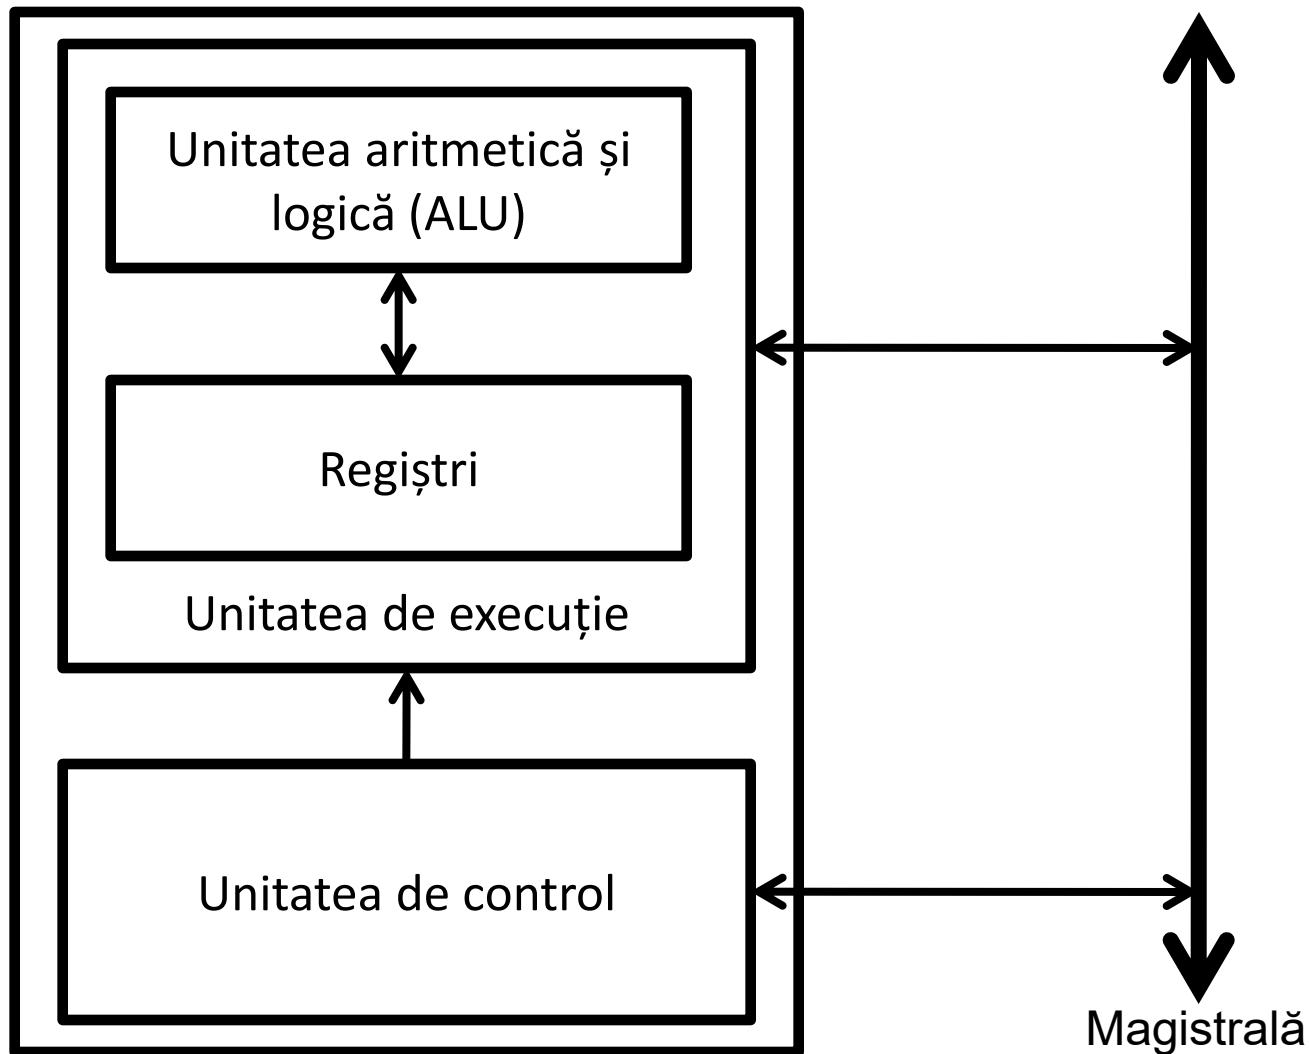 Unitatea aritmetică și
logică (ALU)
Regiștri
Unitatea de execuție
Unitatea de control
Magistrală